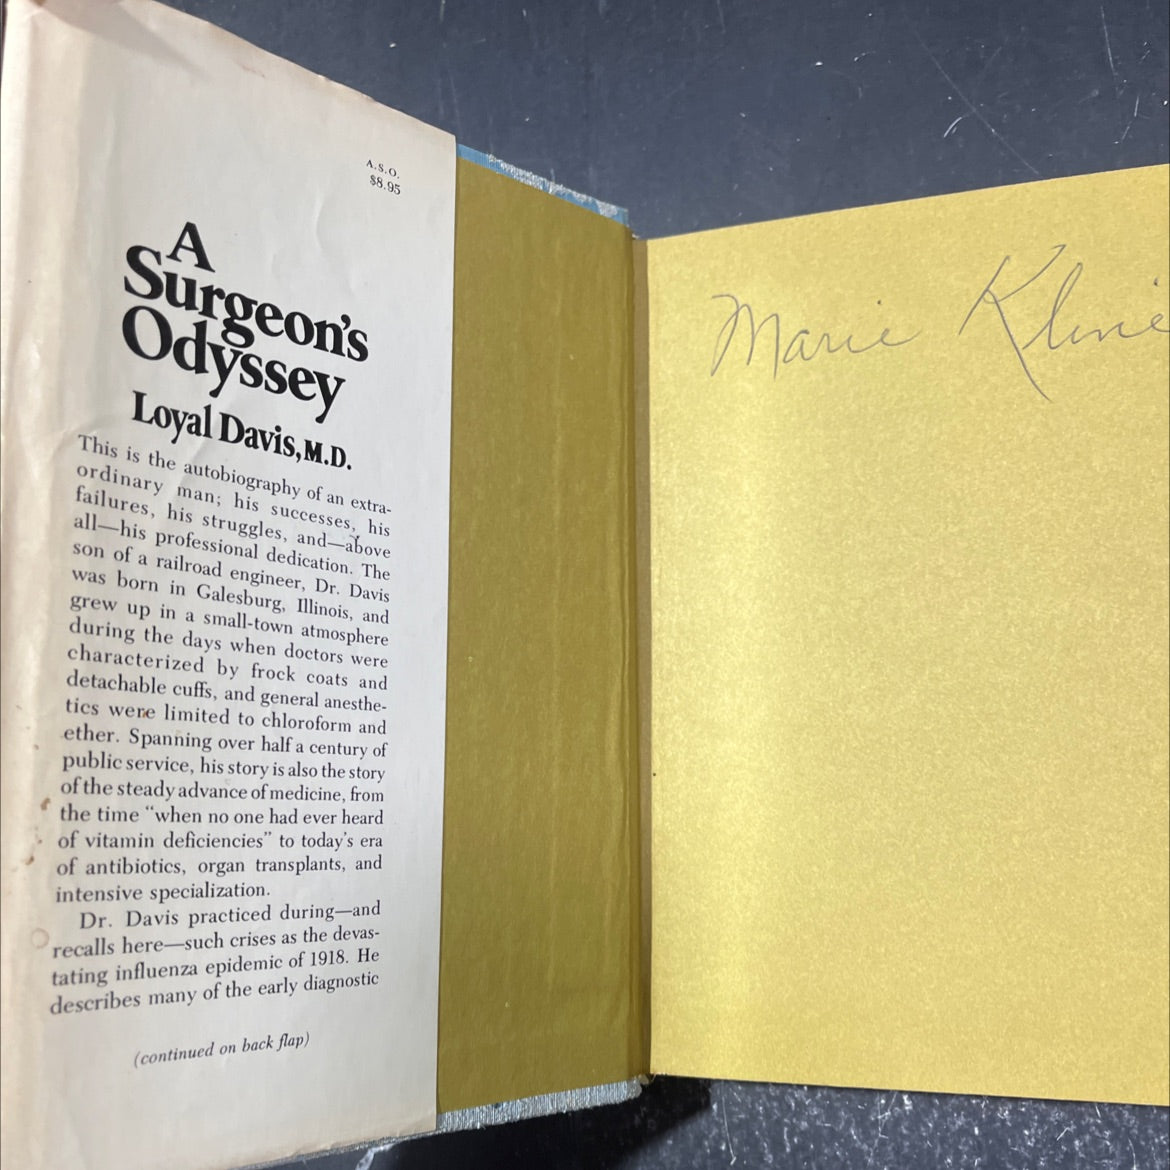 A.S.O.
$8.95
A
Surgeon's
Odyssey
Loyal Davis, M.D.
This is the autobiography of an extra-
ordinary man; his successes, his
failures, his struggles, and—above
all—his professional dedication. The
son of a railroad engineer, Dr. Davis
was born in Galesburg, Illinois, and
grew up in a small-town atmosphere
during the days when doctors were
characterized by frock coats and
detachable cuffs, and general anesthe-
tics were limited to chloroform and
ether. Spanning over half a century of
public service, his story is also the story
of the steady advance of medicine, from
the time “when no one had ever heard
of vitamin deficiencies” to today's era
of antibiotics, organ transplants, and
intensive specialization.
Dr. Davis practiced during—and
recalls here—such crises as the devas-
tating influenza epidemic of 1918. He
describes many of the early diagnostic
(continued on back flap)
Marie Kline